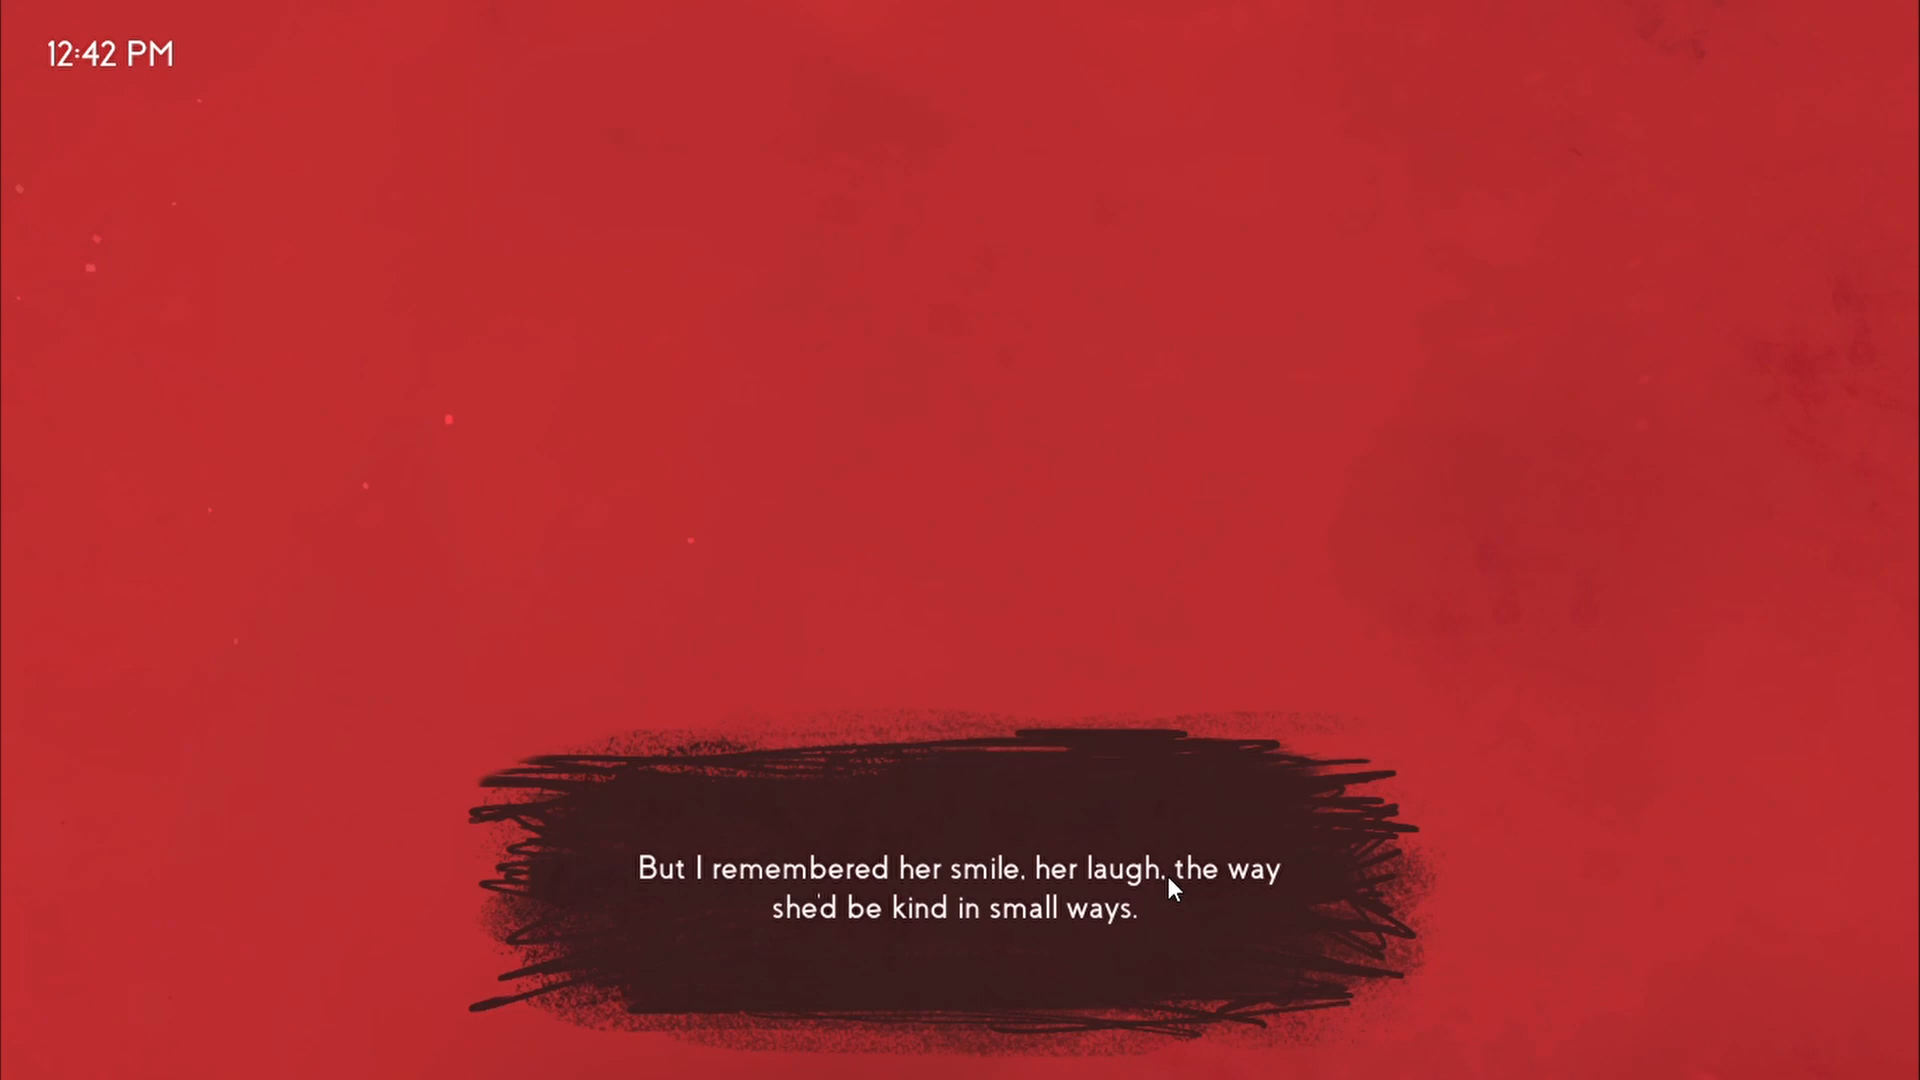 12:42 PM
But I remembered her smile, her laugh, the way
she'd be kind in small ways.